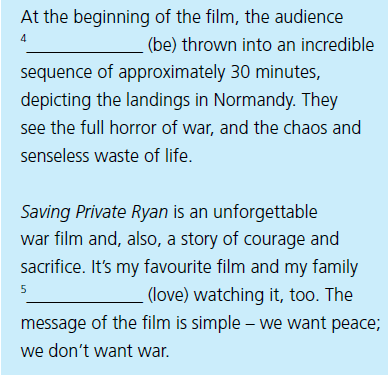 At the beginning of the film, the audience
4 _____________ (be) thrown into an incredible
sequence of approximately 30 minutes,
depicting the landings in Normandy. They
see the full horror of war, and the chaos and
senseless waste of life.
Saving Private Ryan is an unforgettable
war film and, also, a story of courage and
sacrifice. It's my favourite film and my family
5 _____________ (love) watching it, too. The
message of the film is simple – we want peace;
we don't want war.